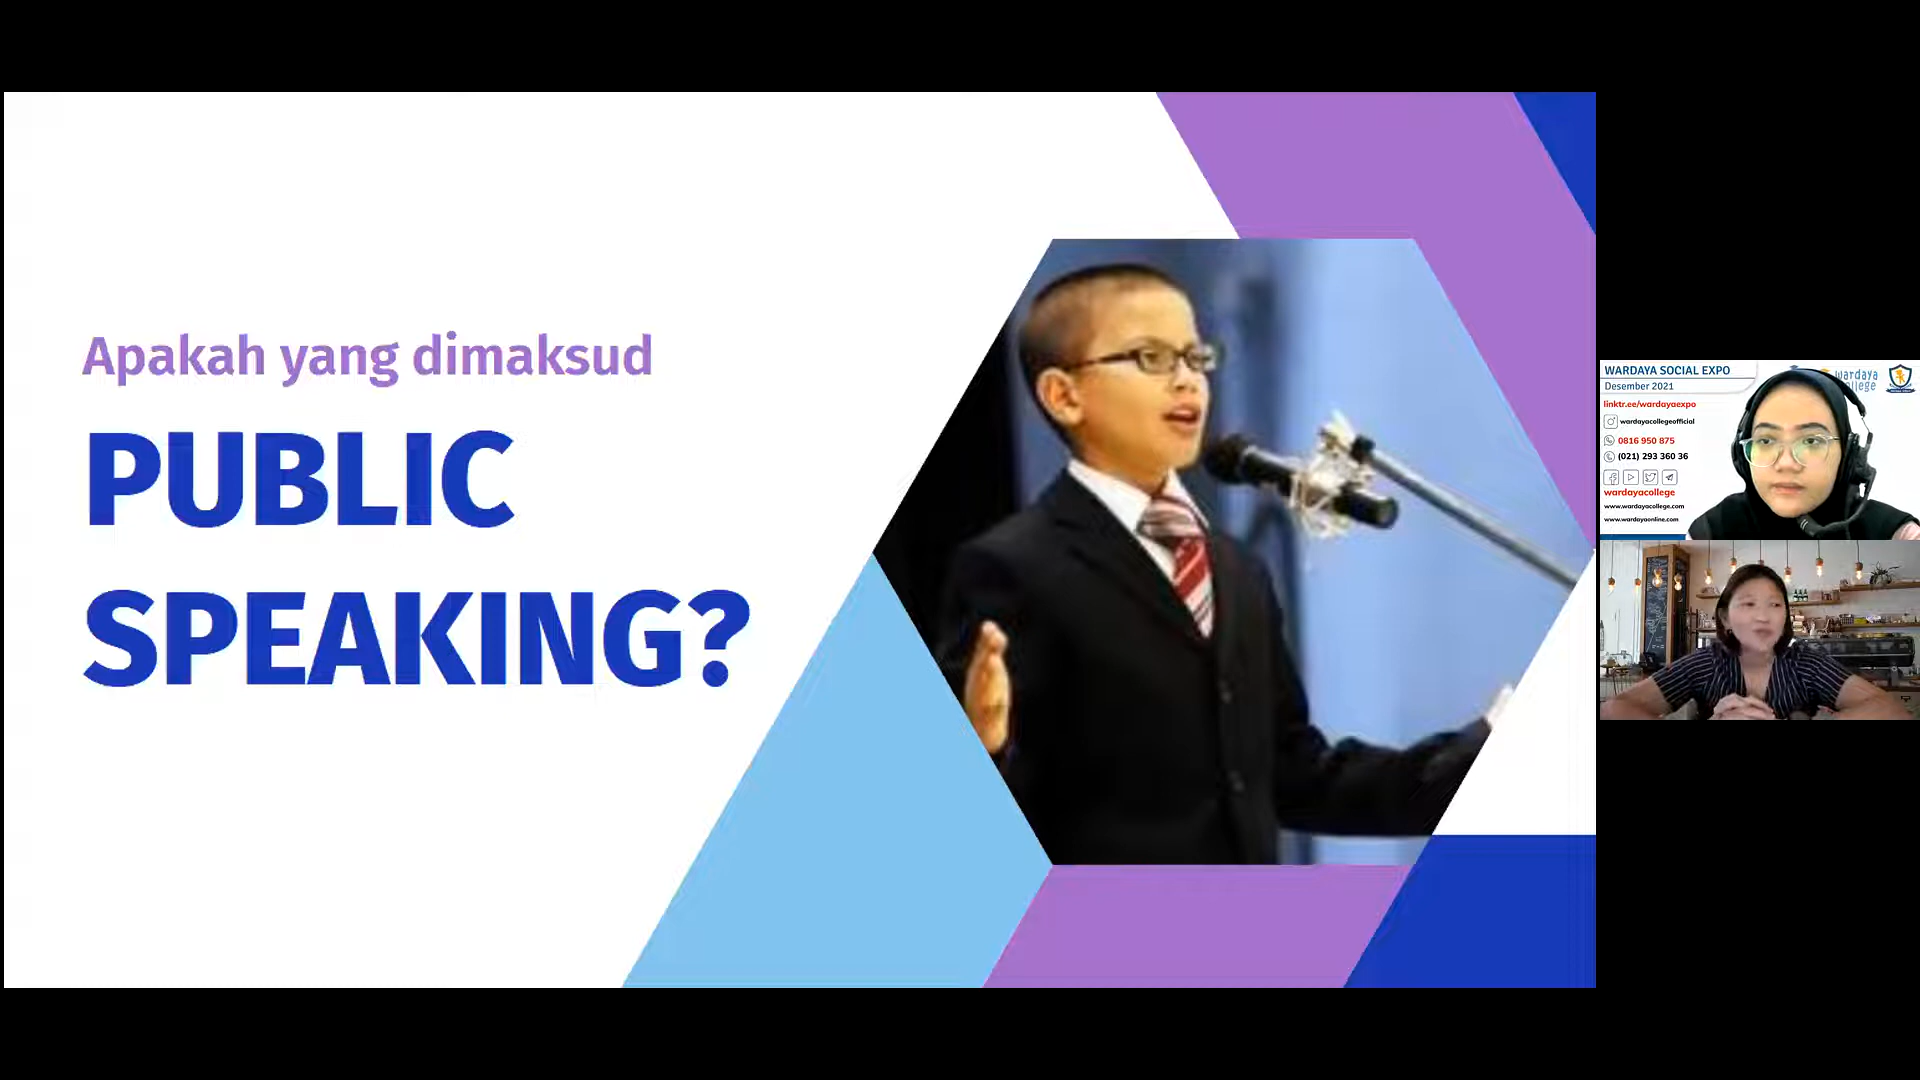 Apakah yang dimaksud
PUBLIC
SPEAKING?
WARDAYA SOCIAL EXPO
Desember 2021
linktr.ee/wardayaexpo
wardayacollegeofficial
0816 950 875
(021) 293 360 36
wardayacollege
www.wardayacollege.com
www.wardayaonline.com
wardaya